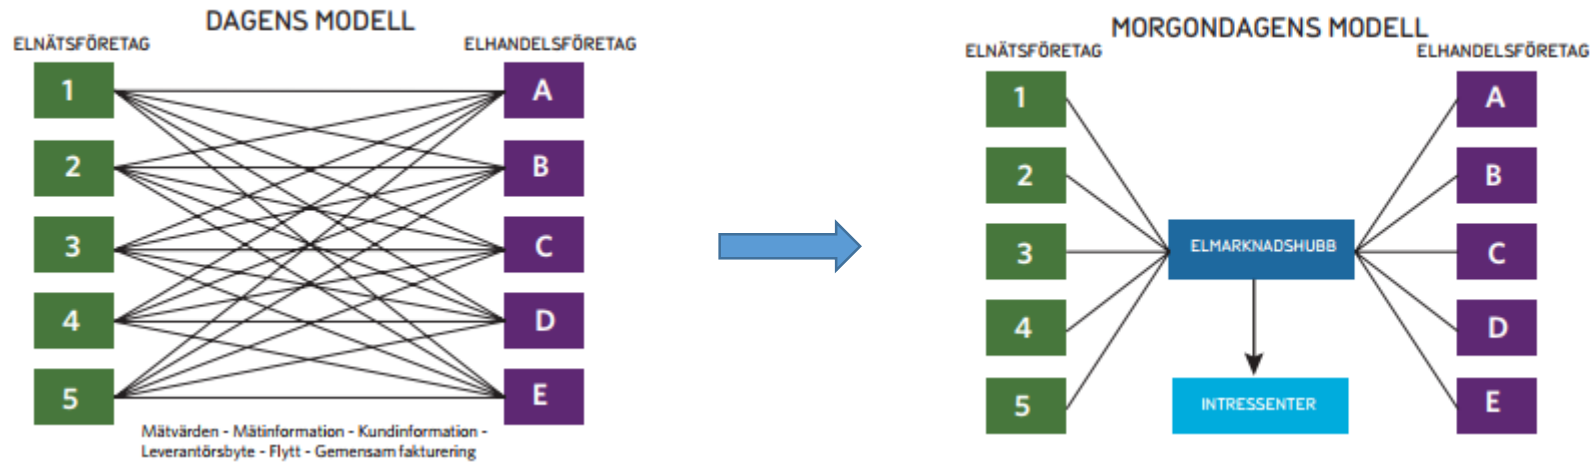 DAGENS MODELL
ELNÄTSFÖRETAG
ELHANDELSFÖRETAG
1
A
2
B
3
C
4
D
5
E
Mätvärden - Mätinformation - Kundinformation -
Leverantörsbyte - Flytt - Gemensam fakturering
MORGONDAGENS MODELL
ELNÄTSFÖRETAG
ELHANDELSFÖRETAG
1
A
2
B
3
ELMARKNADSHUBB
C
4
D
5
INTRESSENTER
E